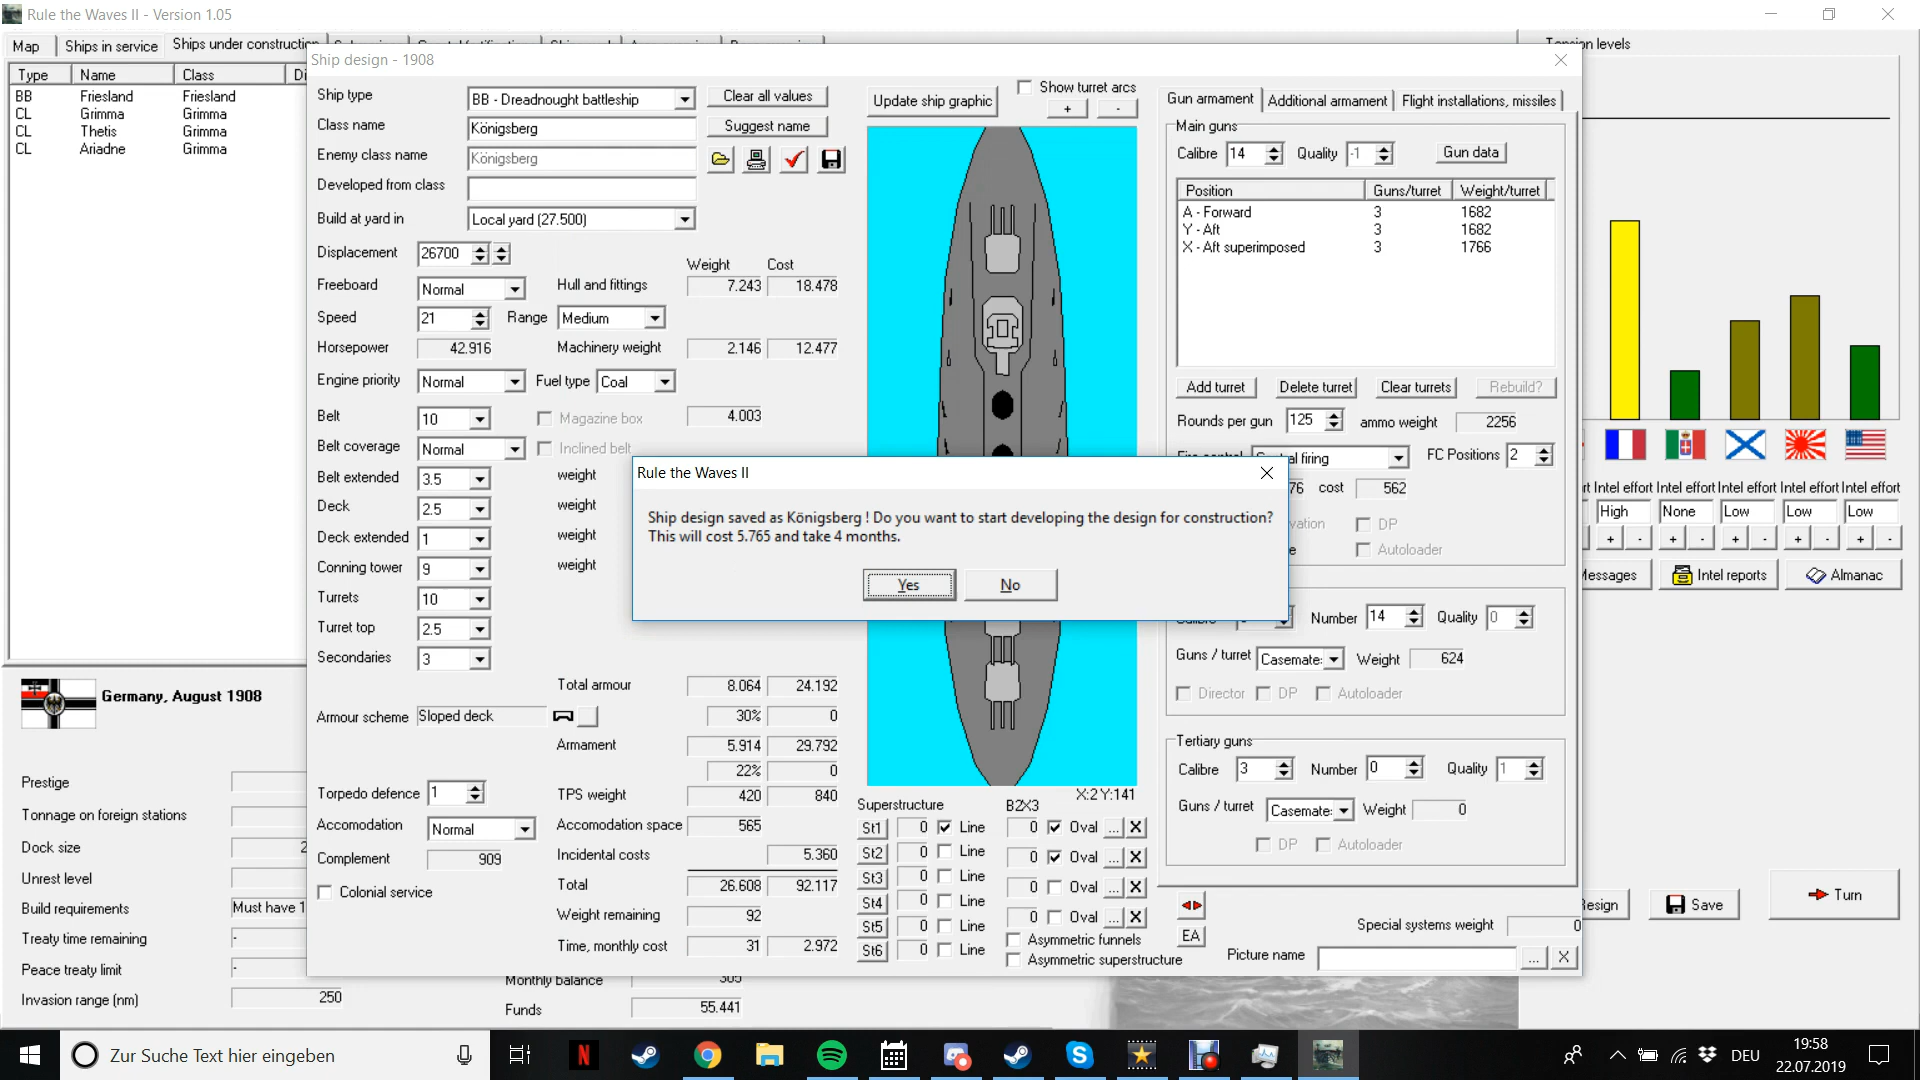 Rule the Waves II - Version 1.05
Map
Ships in service
Ships under construction
Tension levels
Type Name Class
BB Friesland Friesland
CL Grimma Grimma
CL Thetis Grimma
CL Ariadne Grimma
Ship design - 1908
Ship type BB - Dreadnought battleship Clear all values
Class name Königsberg Suggest name
Enemy class name Königsberg
Developed from class
Build at yard in Local yard (27.500)
Displacement 26700
Weight Cost
Freeboard Normal Hull and fittings 7.243 18.478
Speed 21 Range Medium
Horsepower 42.916 Machinery weight 2.146 12.477
Engine priority Normal Fuel type Coal
Belt 10 Magazine box 4.003
Belt coverage Normal Inclined belt
Belt extended 3.5 weight
Deck 2.5 weight
Deck extended 1 weight
Conning tower 9 weight
Turrets 10
Turret top 2.5
Secondaries 3
Total armour 8.064 24.192
Armour scheme Sloped deck 30% 0
Armament 5.914 29.792
22% 0
Torpedo defence 1 TPS weight 420 840
Accomodation Normal Accomodation space 565
Complement 909 Incidental costs 5.360
Colonial service Total 26.608 92.117
Weight remaining 92
Time, monthly cost 31 2.972
Update ship graphic
Show turret arcs
+ -
X:2 Y:141
Superstructure B2X3
St1 0 Line 0 Oval ... X
St2 0 Line 0 Oval ... X
St3 0 Line 0 Oval ... X
St4 0 Line 0 Oval ... X
St5 0 Line Asymmetric funnels
St6 0 Line Asymmetric superstructure
Gun armament Additional armament Flight installations, missiles
Main guns
Calibre 14 Quality -1 Gun data
Position Guns/turret Weight/turret
A - Forward 3 1682
Y - Aft 3 1682
X - Aft superimposed 3 1766
Add turret Delete turret Clear turrets Rebuild?
Rounds per gun 125 ammo weight 2256
FC Positions 2
76 cost 562
DP
Autoloader
Rule the Waves II
Ship design saved as Königsberg ! Do you want to start developing the design for construction?
This will cost 5.765 and take 4 months.
Yes No
Number 14 Quality 0
Guns / turret Casemate: Weight 624
Director DP Autoloader
Tertiary guns
Calibre 3 Number 0 Quality 1
Guns / turret Casemate: Weight 0
DP Autoloader
EA
Special systems weight 0
Picture name ... X
Intel effort Intel effort Intel effort Intel effort Intel effort
High None Low Low Low
+ - + - + - + - + -
Messages Intel reports Almanac
Save Turn
Germany, August 1908
Prestige
Tonnage on foreign stations
Dock size
Unrest level
Build requirements Must have 1
Treaty time remaining -
Peace treaty limit -
Invasion range (nm) 250
Monthly balance 305
Funds 55.441
Zur Suche Text hier eingeben
DEU
19:58
22.07.2019